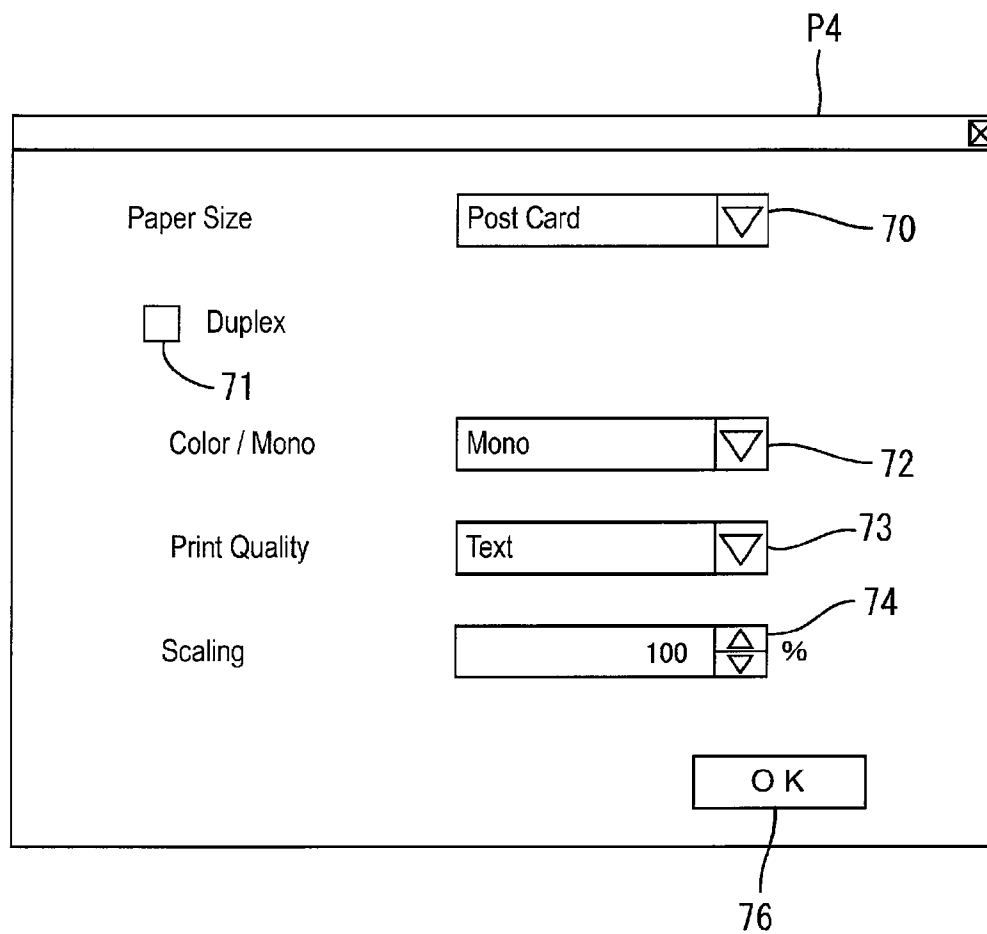 P4
Paper Size Post Card 70
Duplex
71
Color / Mono Mono 72
Print Quality Text 73
74
Scaling 100 %
OK
76